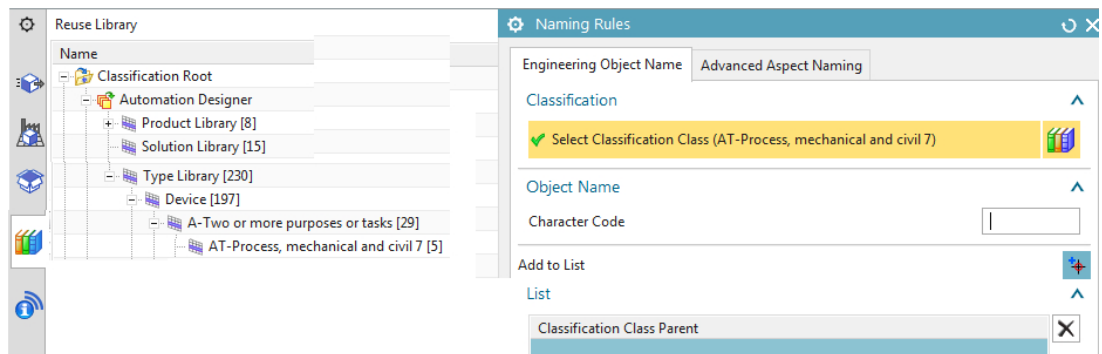 Reuse Library
Name
Classification Root
Automation Designer
Product Library [8]
Solution Library [15]
Type Library [230]
Device [197]
A-Two or more purposes or tasks [29]
AT-Process, mechanical and civil 7 [5]
Naming Rules
Engineering Object Name
Advanced Aspect Naming
Classification
Select Classification Class (AT-Process, mechanical and civil 7)
Object Name
Character Code
Add to List
List
Classification Class Parent